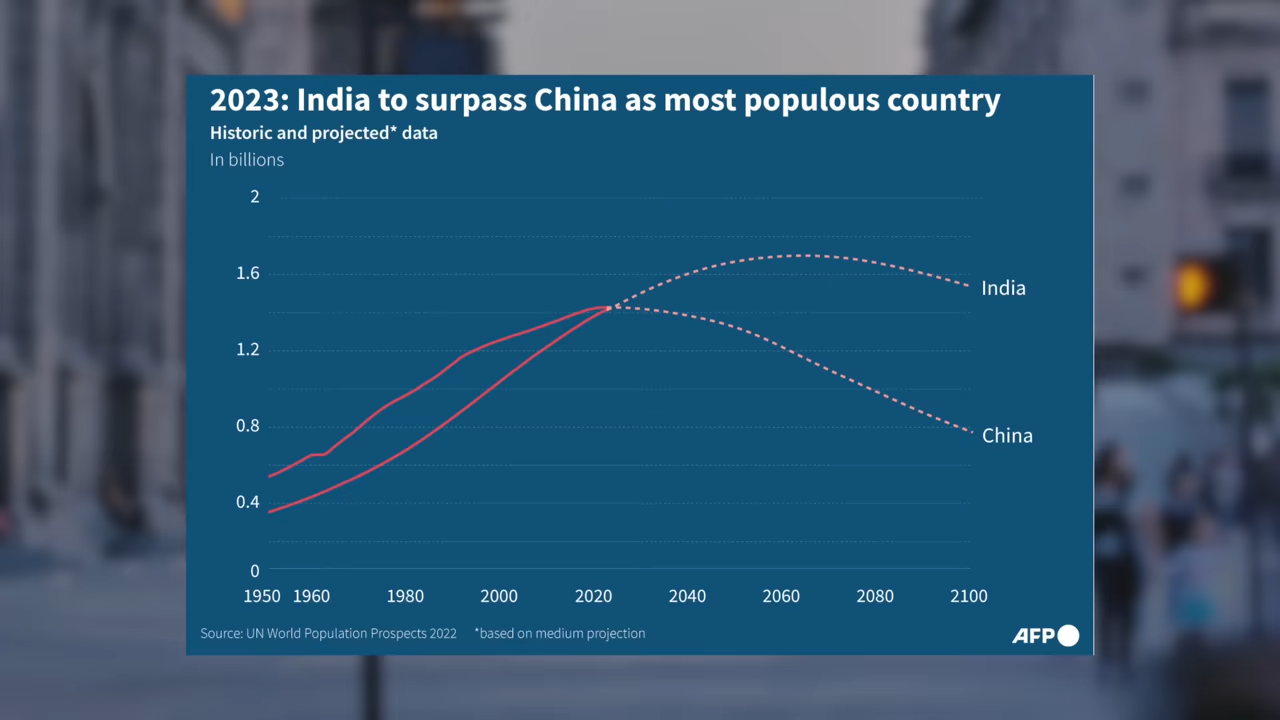 2023: India to surpass China as most populous country
Historic and projected* data
In billions
2
1.6
India
1.2
0.8
China
0.4
0
1950 1960 1980 2000 2020 2040 2060 2080 2100
Source: UN World Population Prospects 2022 *based on medium projection
AFP